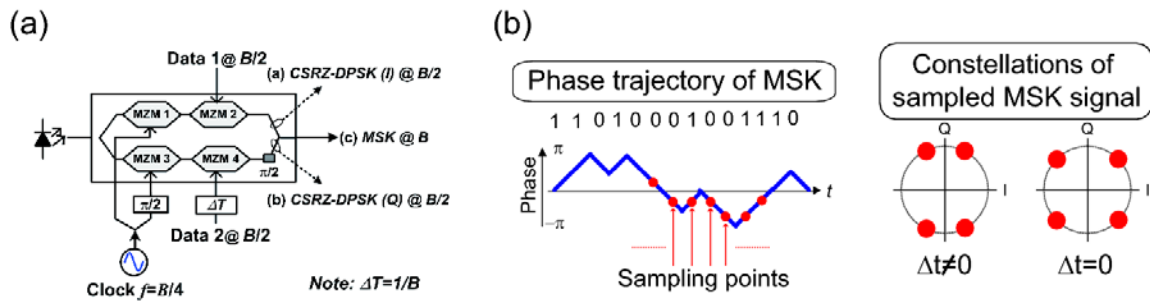 (a)
Data 1@ B/2
(a) CSRZ-DPSK (I) @ B/2
MZM 1
MZM 2
(c) MSK @ B
MZM 3
MZM 4
π/2
(b) CSRZ-DPSK (Q) @ B/2
π/2
ΔT
Data 2@ B/2
Clock f=B/4
Note: ΔT=1/B
(b)
Phase trajectory of MSK
1 1 0 1 0 0 0 1 0 0 1 1 1 0
Phase
π
-π
t
Sampling points
Constellations of
sampled MSK signal
Q
I
Δt≠0
Q
I
Δt=0